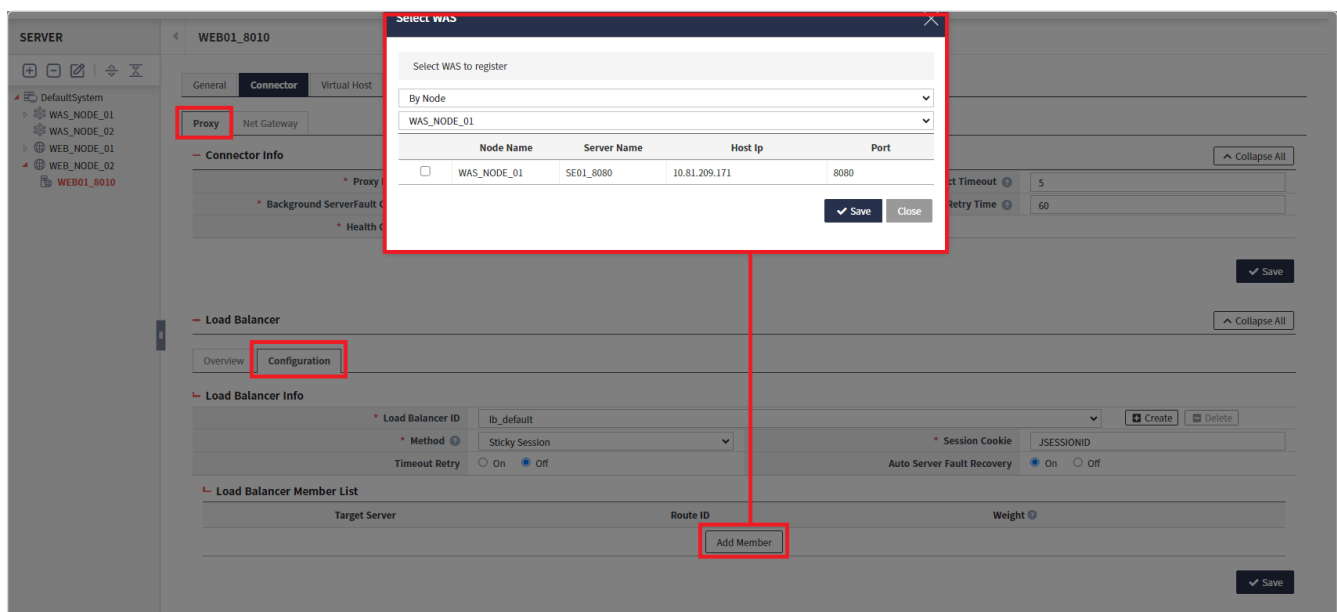 SERVER
WEB01_8010
DefaultSystem
WAS_NODE_01
WAS_NODE_02
WEB_NODE_01
WEB_NODE_02
WEB01_8010
General Connector Virtual Host
Proxy Net Gateway
Connector Info
Collapse All
* Proxy
ct Timeout 5
* Background ServerFault
Retry Time 60
* Health
Save
Select WAS
Select WAS to register
By Node
WAS_NODE_01
Node Name Server Name Host Ip Port
WAS_NODE_01 SE01_8080 10.81.209.171 8080
Save Close
Load Balancer
Collapse All
Overview Configuration
Load Balancer Info
* Load Balancer ID lb_default Create Delete
* Method Sticky Session * Session Cookie JSESSIONID
Timeout Retry On Off Auto Server Fault Recovery On Off
Load Balancer Member List
Target Server Route ID Weight
Add Member
Save